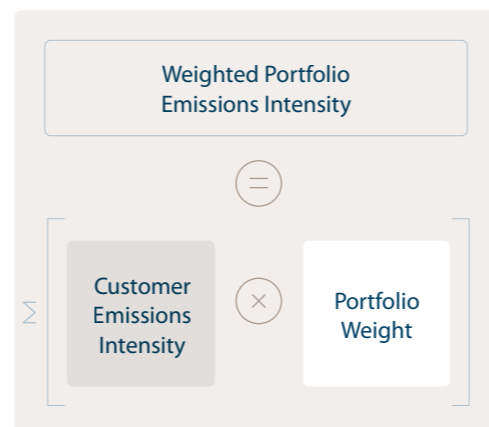 Weighted Portfolio
Emissions Intensity
=
Σ
Customer
Emissions
Intensity
×
Portfolio
Weight